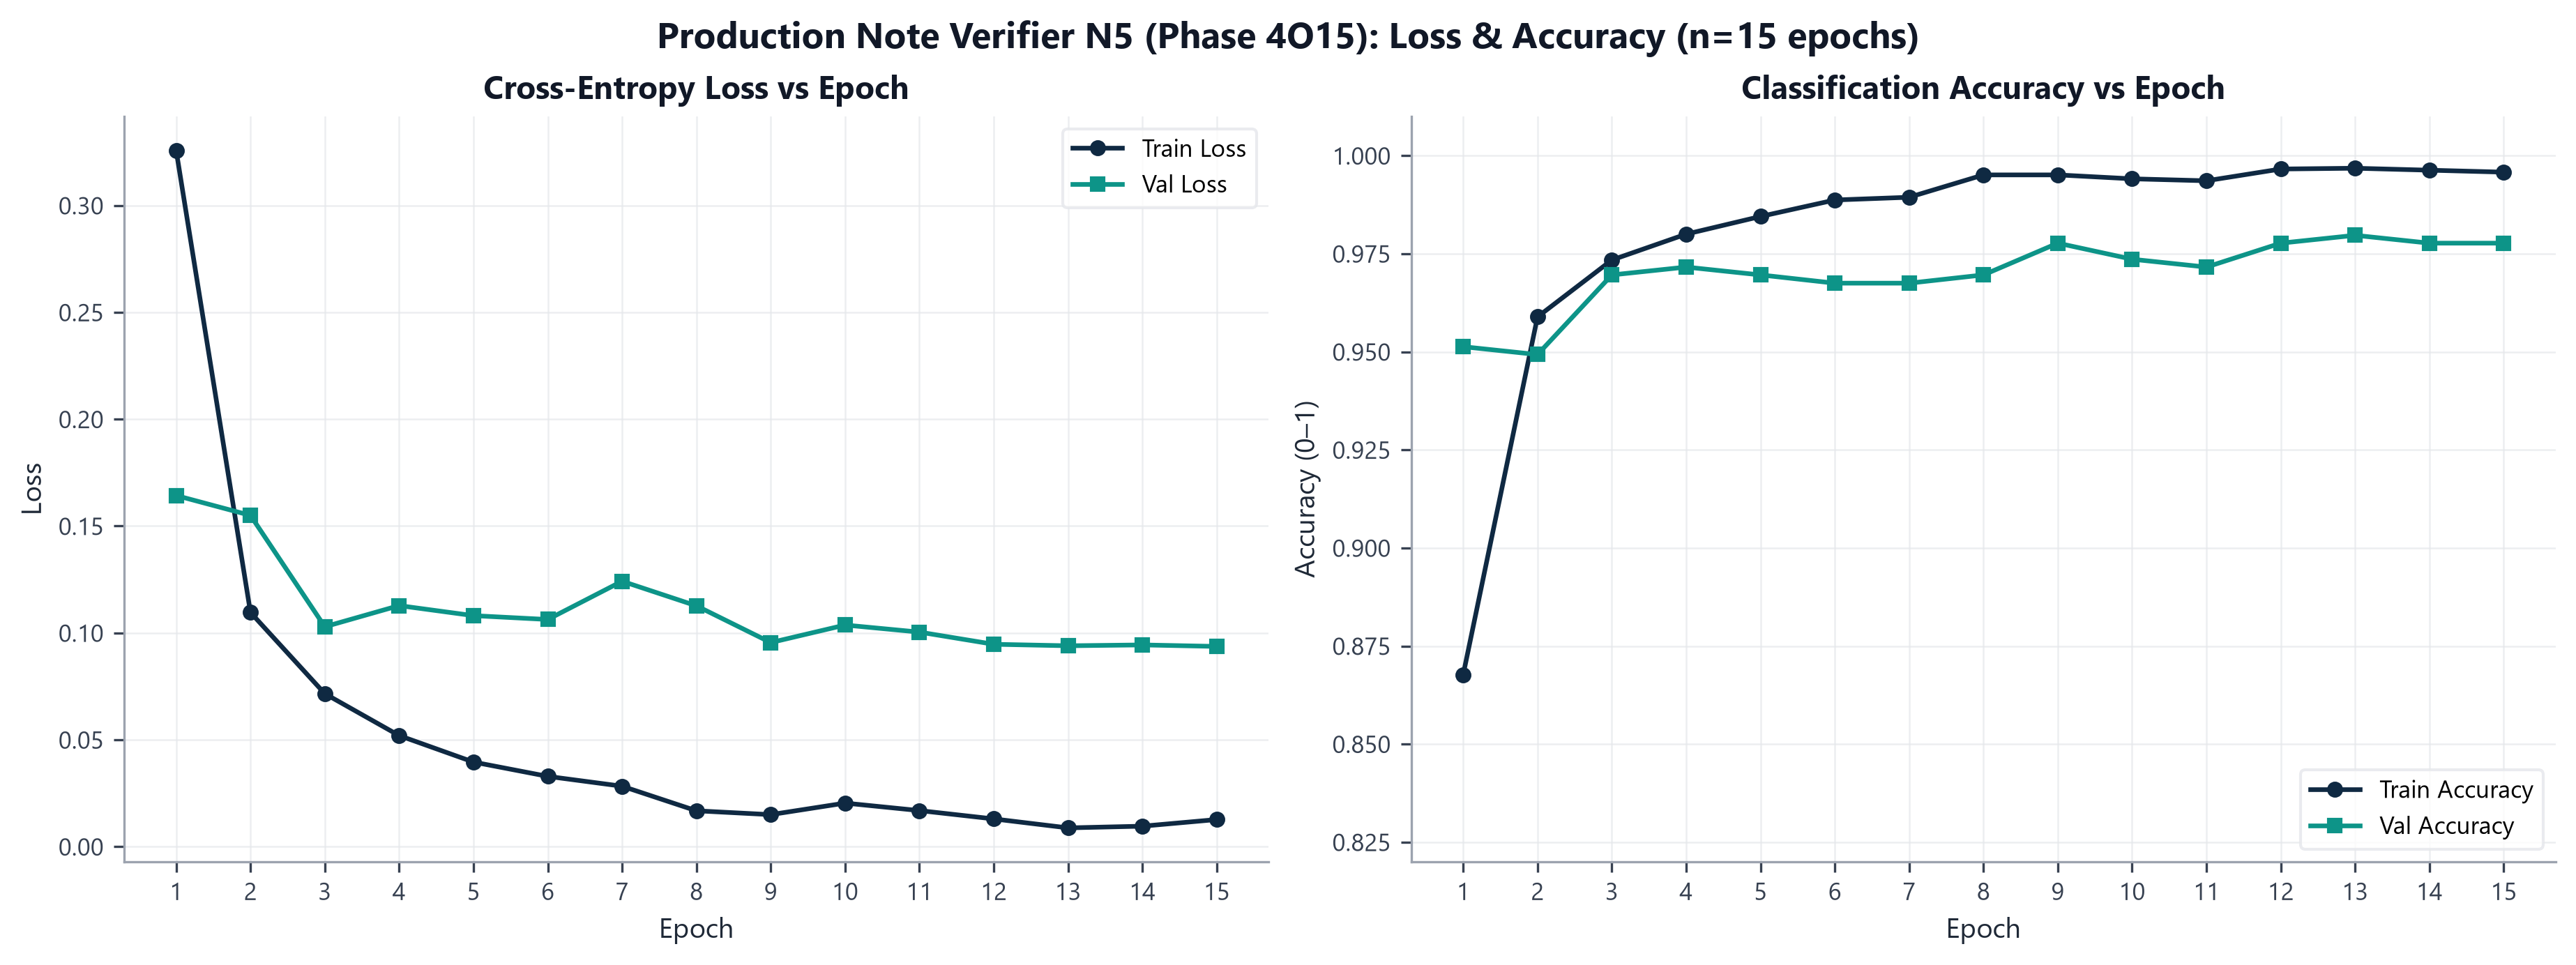 Production Note Verifier N5 (Phase 4O15): Loss & Accuracy (n=15 epochs)
Cross-Entropy Loss vs Epoch
Train Loss
Val Loss
Loss
0.30
0.25
0.20
0.15
0.10
0.05
0.00
1 2 3 4 5 6 7 8 9 10 11 12 13 14 15
Epoch
Classification Accuracy vs Epoch
Accuracy (0–1)
1.000
0.975
0.950
0.925
0.900
0.875
0.850
0.825
Train Accuracy
Val Accuracy
1 2 3 4 5 6 7 8 9 10 11 12 13 14 15
Epoch